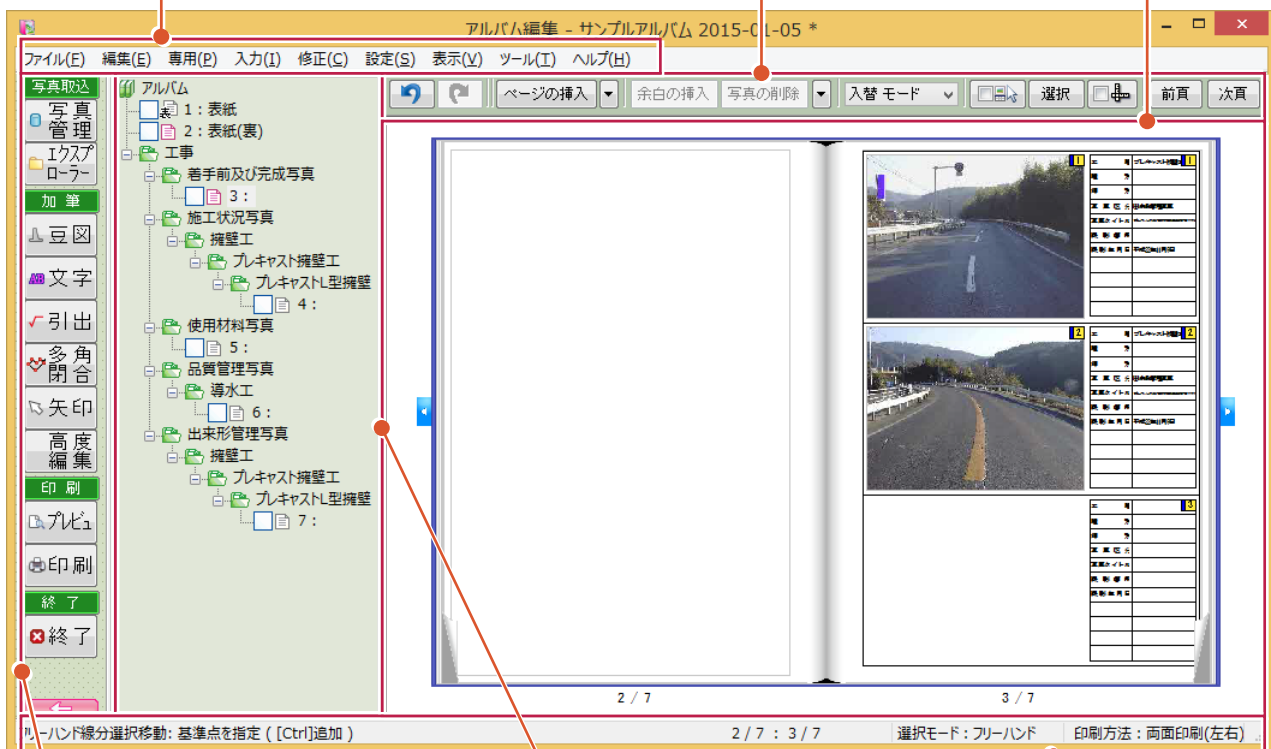 アルバム編集 - サンプルアルバム 2015-01-05 *
ファイル(F) 編集(E) 専用(P) 入力(I) 修正(C) 設定(S) 表示(V) ツール(T) ヘルプ(H)
写真取込
写真
管理
エクスプ
ローラー
加 筆
豆図
文字
引出
多角
閉合
矢印
高度
編集
印 刷
プレビュ
印刷
終 了
終了
アルバム
1 : 表紙
2 : 表紙(裏)
工事
着手前及び完成写真
3 :
施工状況写真
擁壁工
プレキャスト擁壁工
プレキャストL型擁壁
4 :
使用材料写真
5 :
品質管理写真
導水工
6 :
出来形管理写真
擁壁工
プレキャスト擁壁工
プレキャストL型擁壁
7 :
ページの挿入 余白の挿入 写真の削除 入替 モード 選択 前頁 次頁
1 1
2 2
3
2 / 7 3 / 7
フリーハンド線分選択移動: 基準点を指定 ( [Ctrl]追加 ) 2 / 7 : 3 / 7 選択モード : フリーハンド 印刷方法 : 両面印刷(左右)